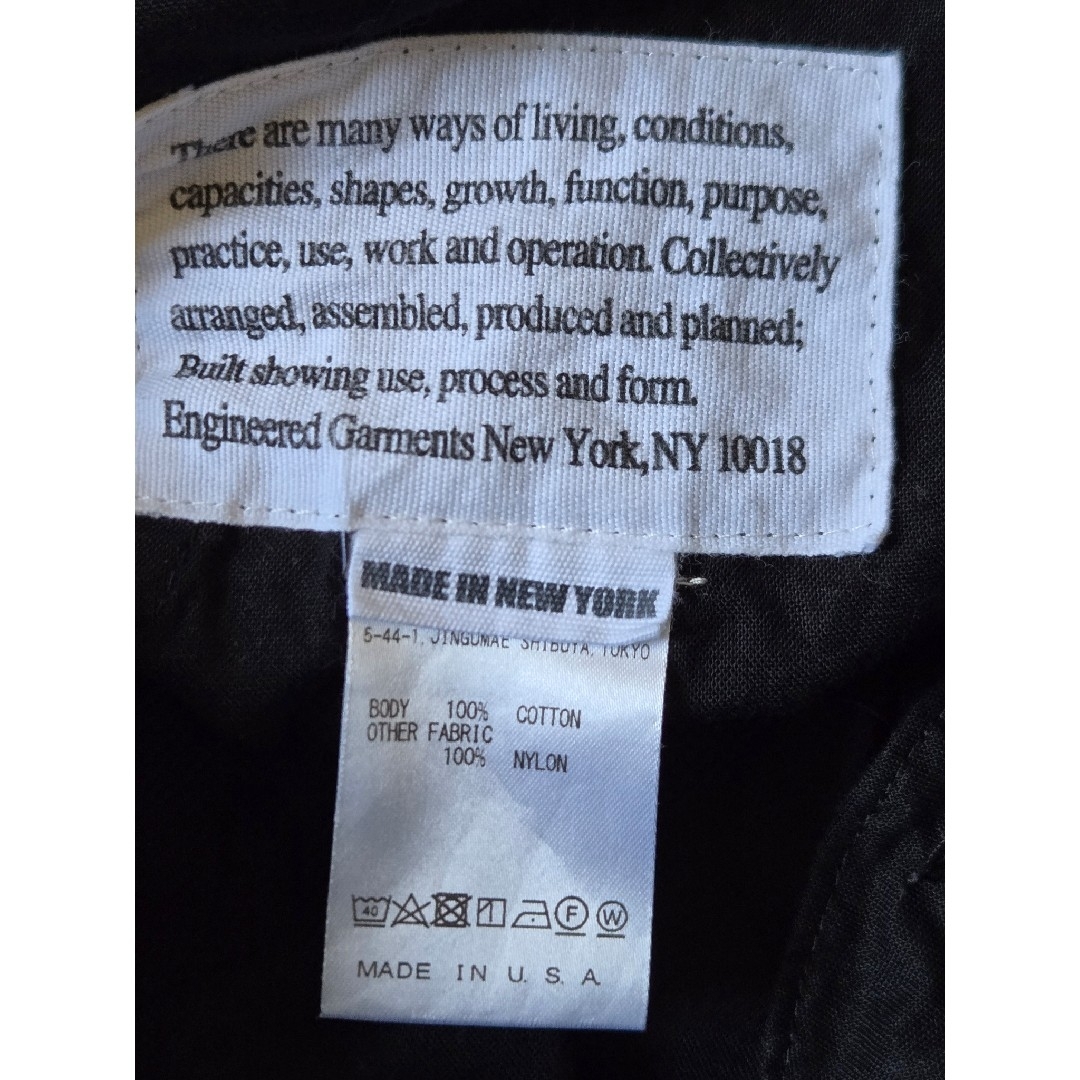 There are many ways of living, conditions,
capacities, shapes, growth, function, purpose,
practice, use, work and operation. Collectively
arranged, assembled, produced and planned;
Built showing use, process and form.
Engineered Garments New York, NY 10018
MADE IN NEW YORK
5-44-1, JINGUMAE SHIBUYA, TOKYO
BODY 100% COTTON
OTHER FABRIC
100% NYLON
40 1 F W
MADE IN U. S. A